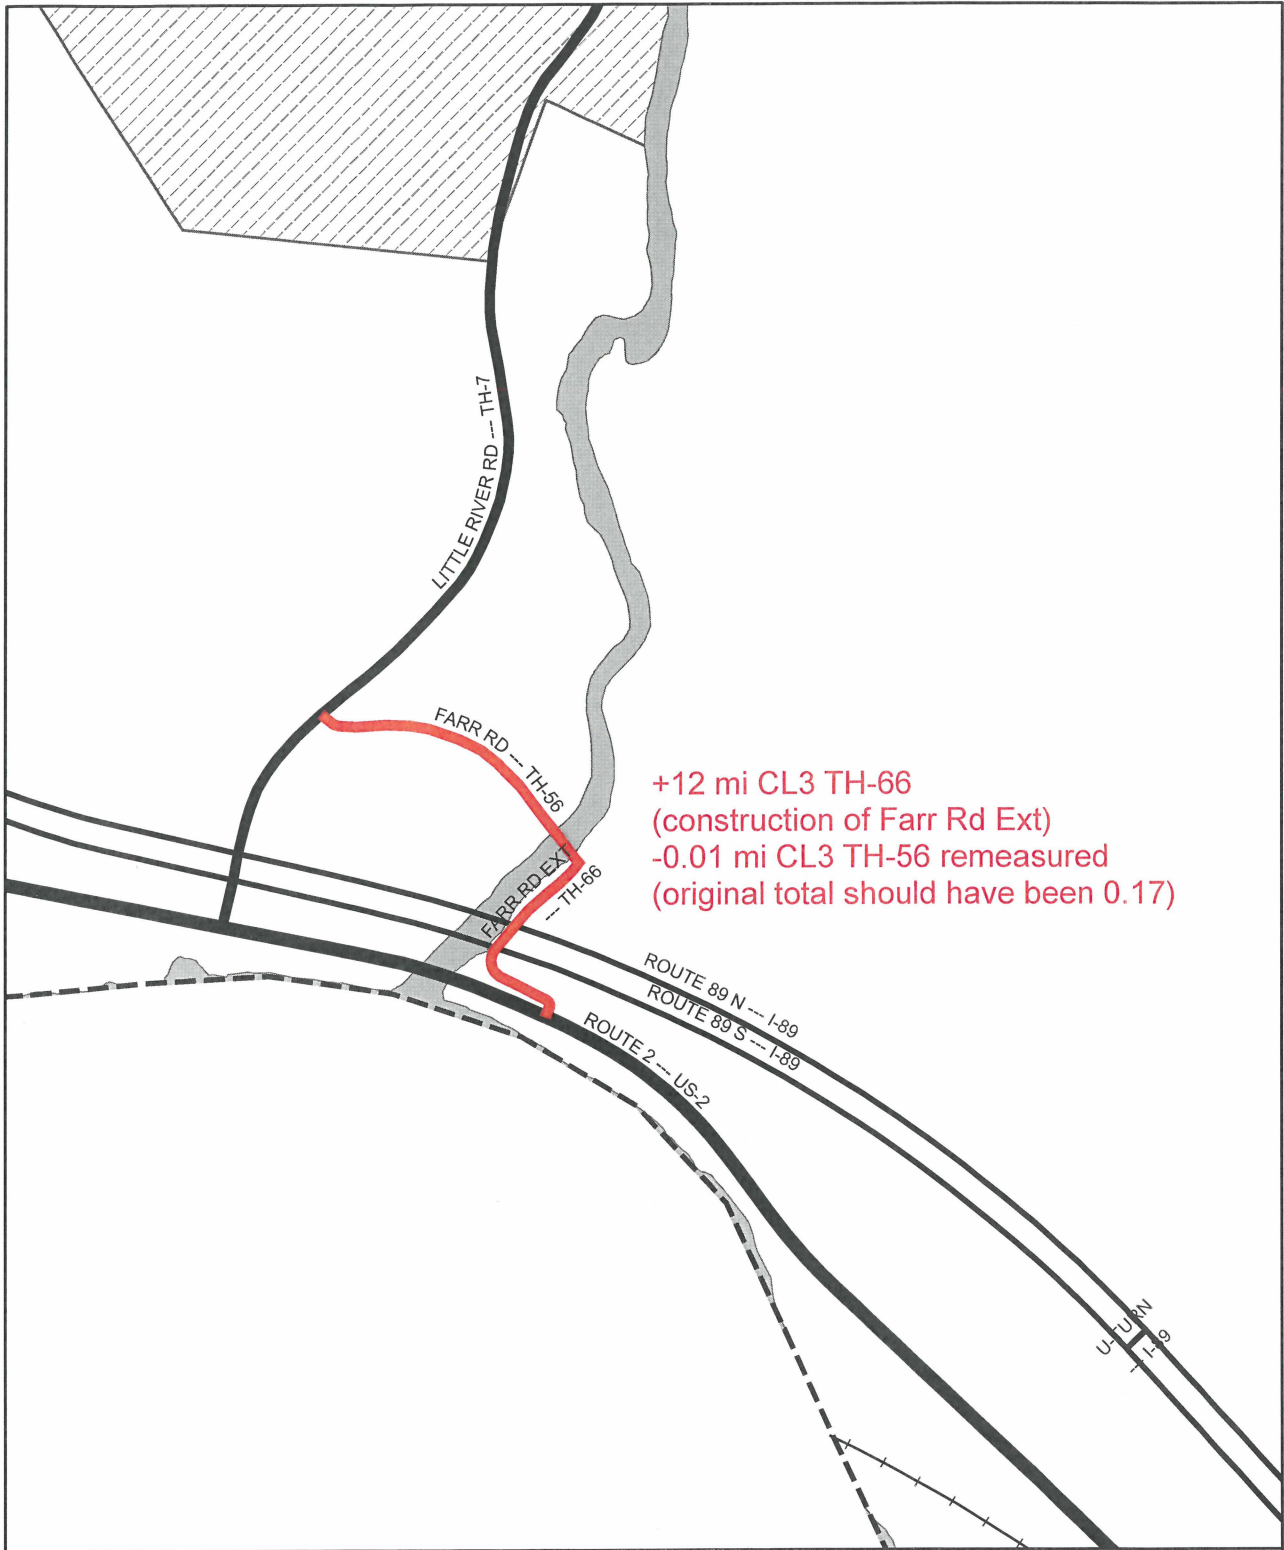 LITTLE RIVER RD --- TH-7
FARR RD --- TH-56
+12 mi CL3 TH-66
(construction of Farr Rd Ext)
-0.01 mi CL3 TH-56 remeasured
(original total should have been 0.17)
FARR RD EXT
--- TH-66
ROUTE 89 N --- I-89
ROUTE 89 S --- I-89
ROUTE 2 --- US-2
U-TURN
--- I-89